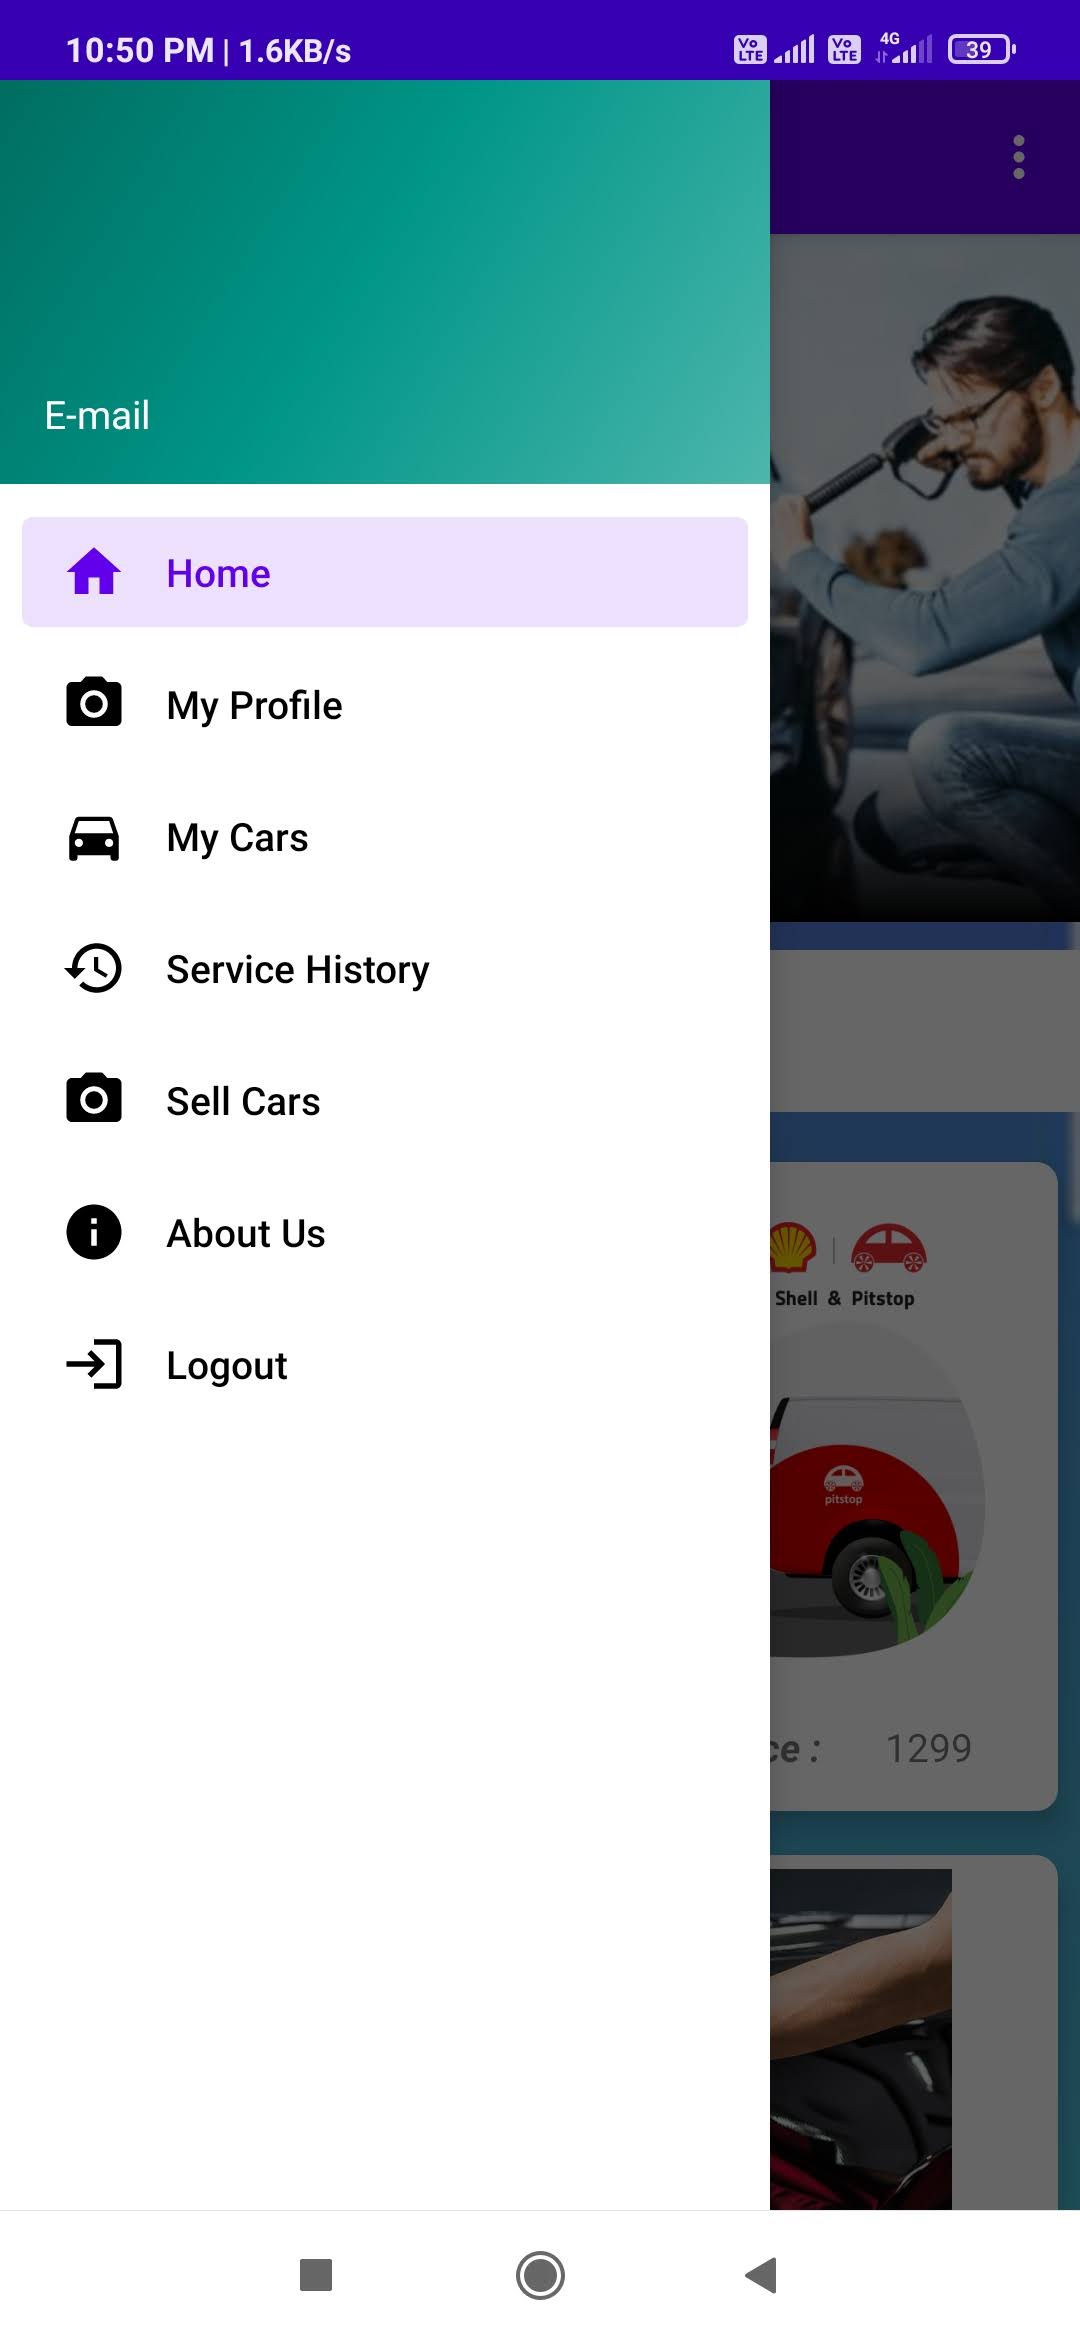 10:50 PM | 1.6KB/s
Vo LTE Vo LTE 4G 39
E-mail
Home
My Profile
My Cars
Service History
Sell Cars
About Us
Logout
Shell & Pitstop
pitstop
ce : 1299